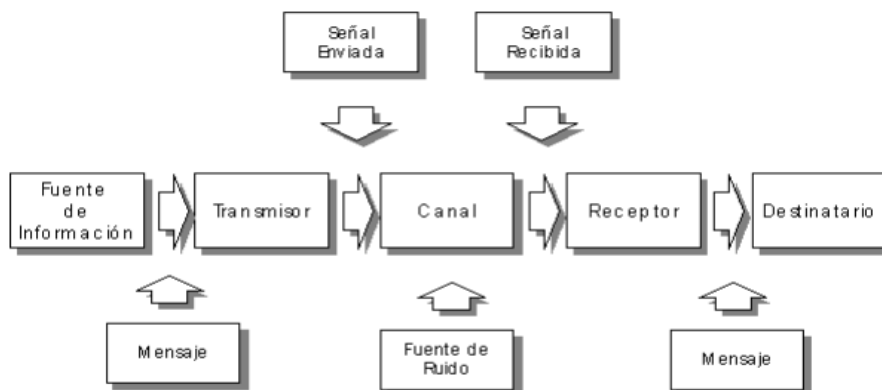 Señal
Enviada
Señal
Recibida
Fuente
de
Información
Transmisor
Canal
Receptor
Destinatario
Mensaje
Fuente de
Ruido
Mensaje